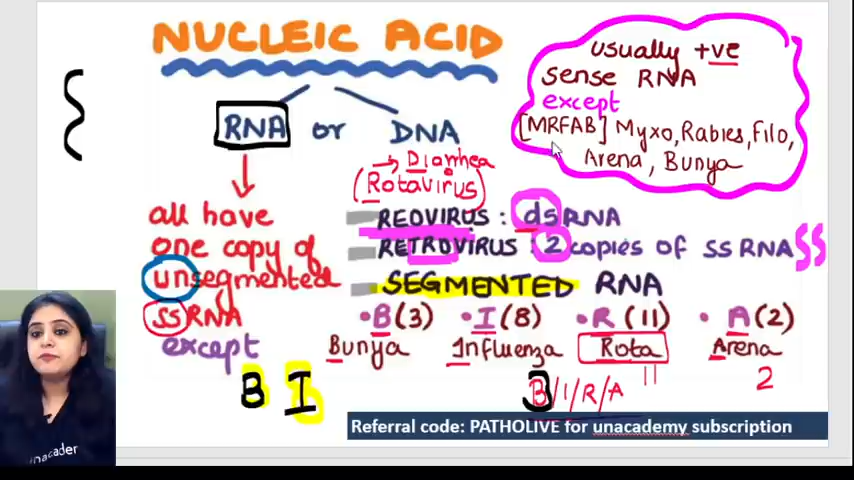 NUCLEIC ACID
RNA or DNA
usually +ve
sense RNA
except
[MRFAB] Myxo, Rabies, Filo,
Arena, Bunya
→ Diarrhea
(Rotavirus)
all have
one copy of
unsegmented
ssRNA
except
REOVIRUS : dsRNA
RETROVIRUS : 2 copies of ss RNA SS
SEGMENTED RNA
• B (3) • I (8) • R (11) • A (2)
Bunya Influenza Rota Arena
B I
B/I/R/A 11 2
Referral code: PATHOLIVE for unacademy subscription
unacader